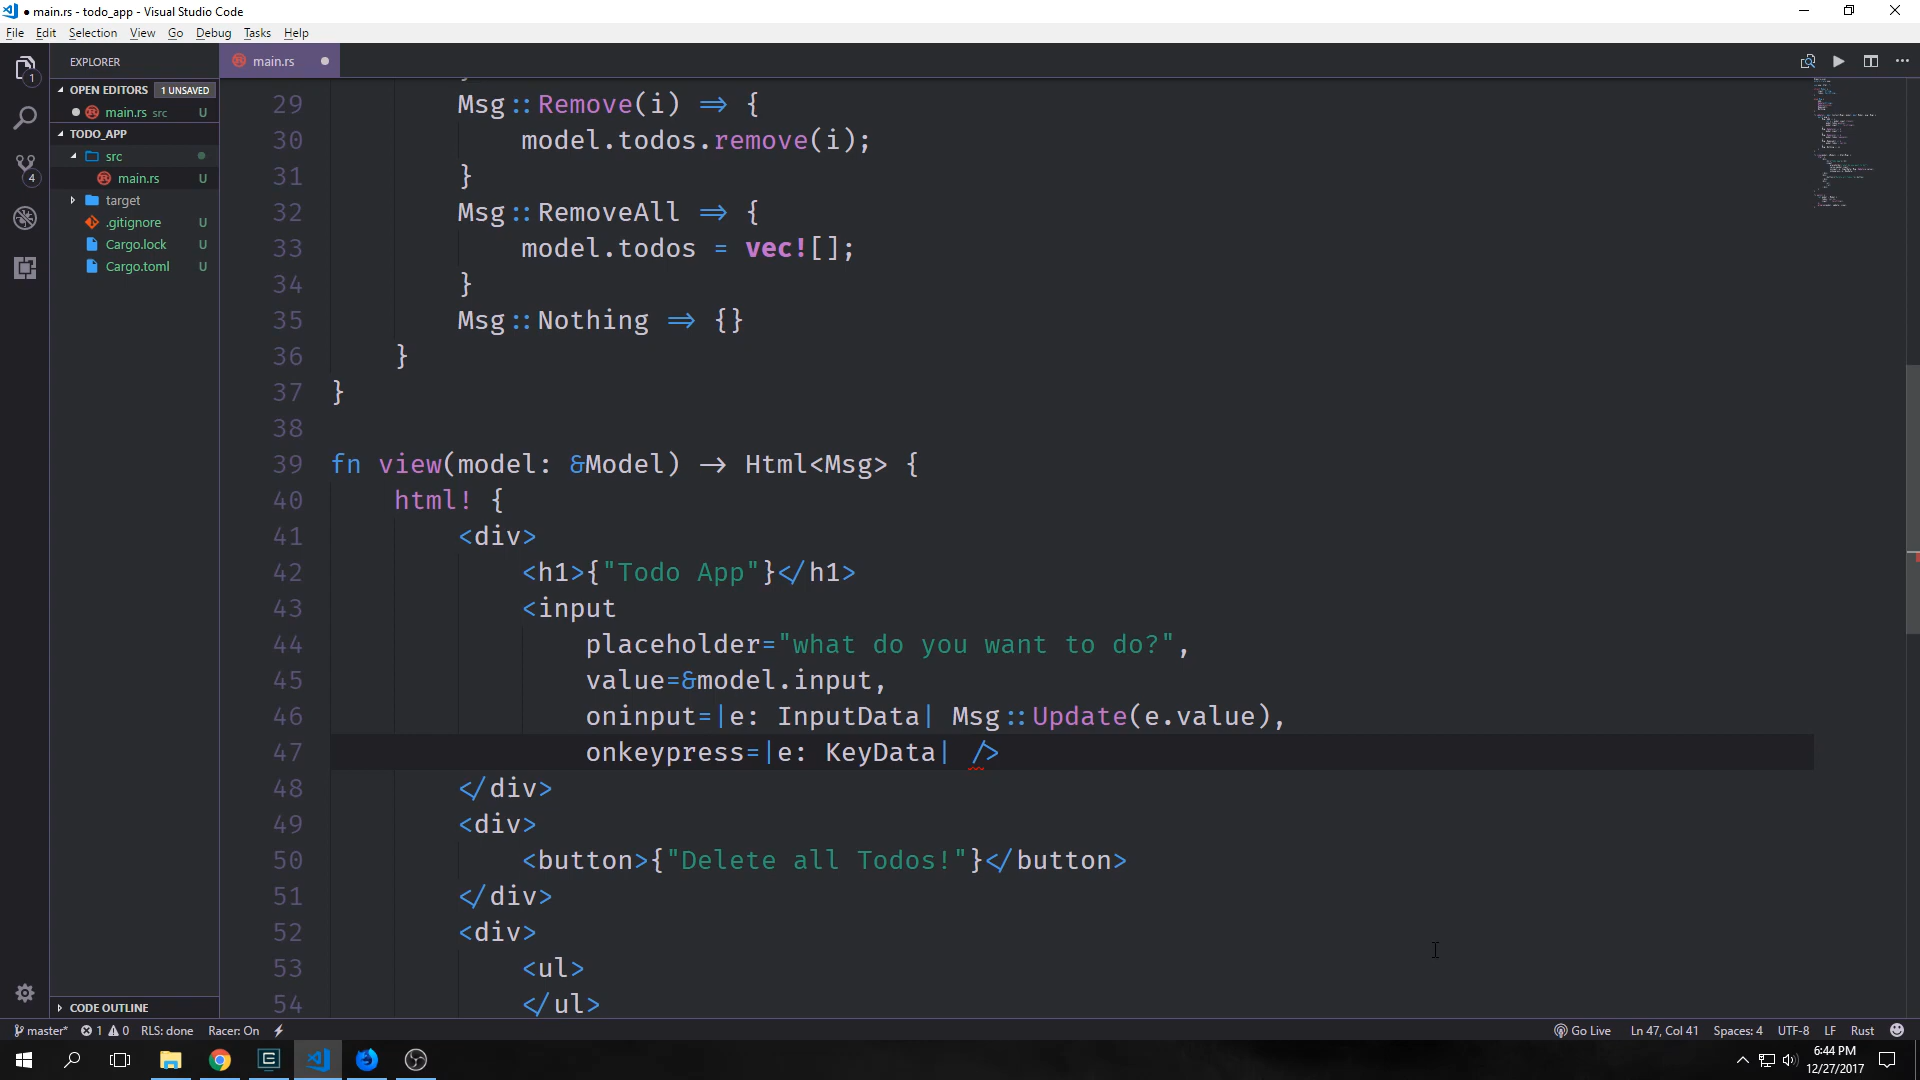 ● main.rs - todo_app - Visual Studio Code
File Edit Selection View Go Debug Tasks Help
EXPLORER
OPEN EDITORS 1 UNSAVED
main.rs src U
TODO_APP
src
main.rs U
target
.gitignore U
Cargo.lock U
Cargo.toml U
CODE OUTLINE
1
4
main.rs
29 Msg::Remove(i) => {
30 model.todos.remove(i);
31 }
32 Msg::RemoveAll => {
33 model.todos = vec![];
34 }
35 Msg::Nothing => {}
36 }
37 }
38
39 fn view(model: &Model) -> Html<Msg> {
40 html! {
41 <div>
42 <h1>{"Todo App"}</h1>
43 <input
44 placeholder="what do you want to do?",
45 value=&model.input,
46 oninput=|e: InputData| Msg::Update(e.value),
47 onkeypress=|e: KeyData| />
48 </div>
49 <div>
50 <button>{"Delete all Todos!"}</button>
51 </div>
52 <div>
53 <ul>
54 </ul>
master* 1 0 RLS: done Racer: On Go Live Ln 47, Col 41 Spaces: 4 UTF-8 LF Rust
6:44 PM
12/27/2017